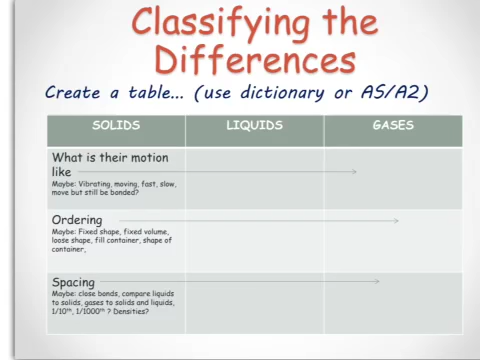 Classifying the
Differences
Create a table... (use dictionary or AS/A2)
SOLIDS LIQUIDS GASES
What is their motion
like
Maybe: Vibrating, moving, fast, slow,
move but still be bonded?
Ordering
Maybe: Fixed shape, fixed volume,
loose shape, fill container, shape of
container,
Spacing
Maybe: close bonds, compare liquids
to solids, gases to solids and liquids,
1/10ᵗʰ, 1/1000ᵗʰ ? Densities?